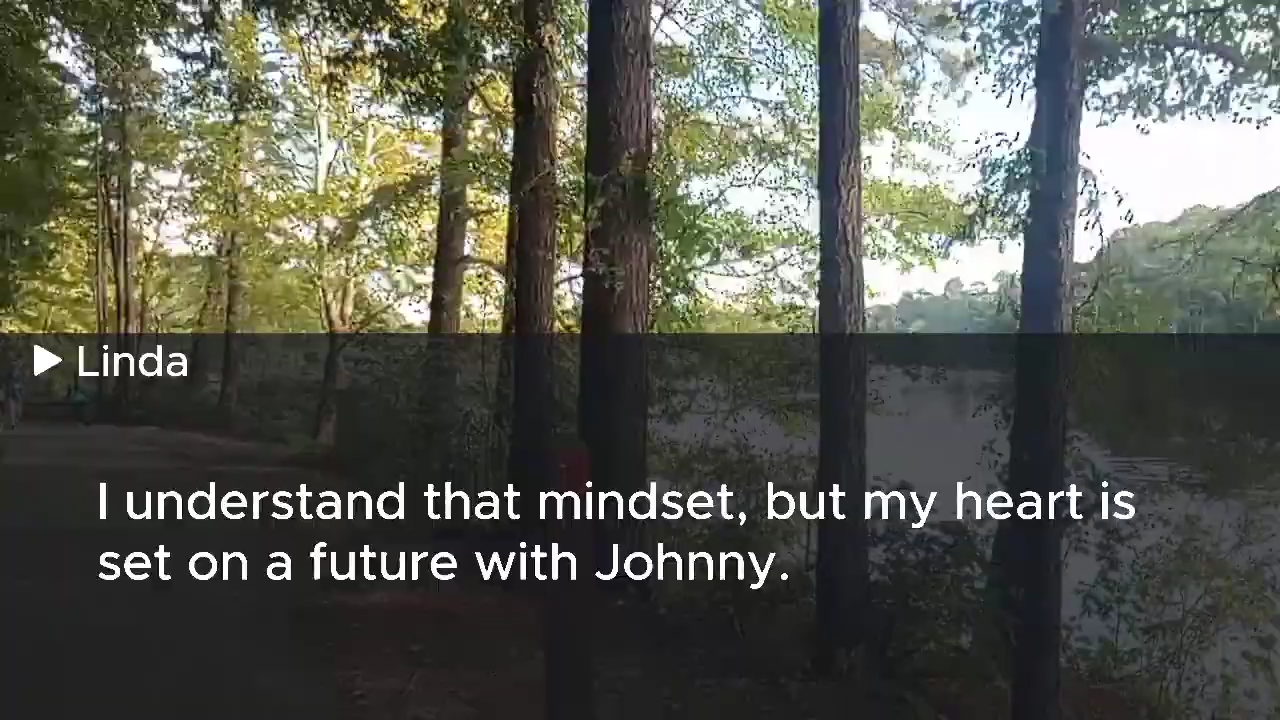 Linda
I understand that mindset, but my heart is
set on a future with Johnny.